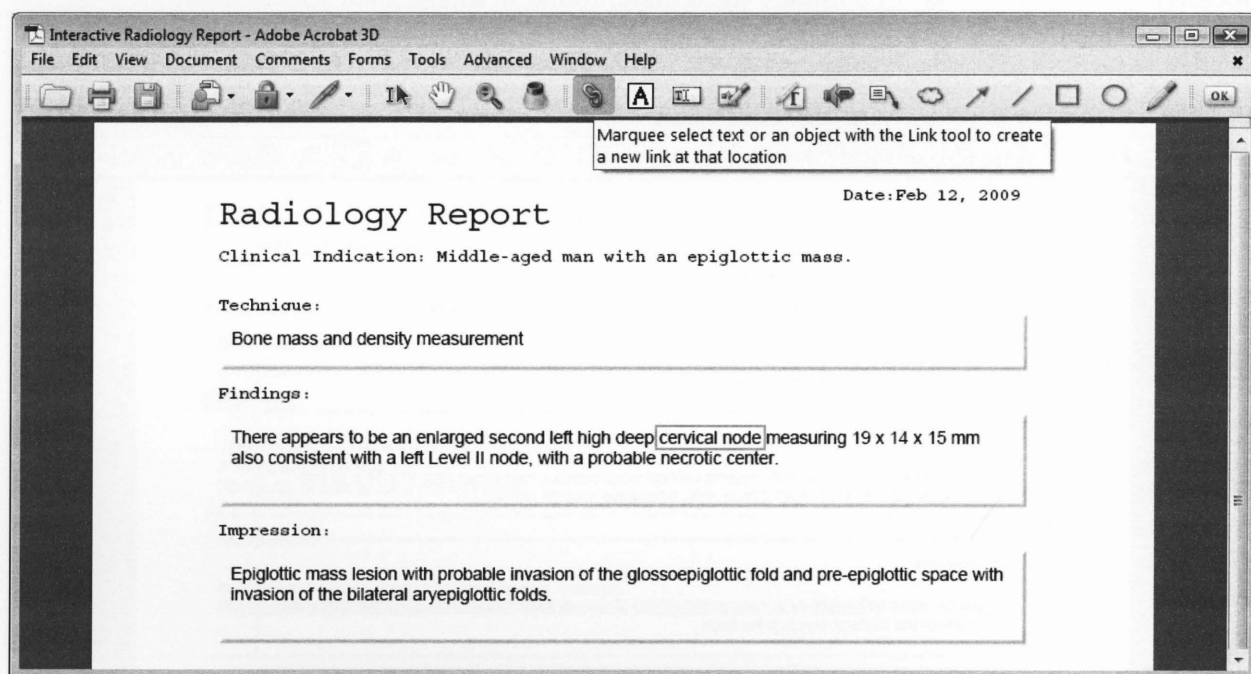 Interactive Radiology Report - Adobe Acrobat 3D
File Edit View Document Comments Forms Tools Advanced Window Help
OK
Marquee select text or an object with the Link tool to create
a new link at that location
Date:Feb 12, 2009
Radiology Report
Clinical Indication: Middle-aged man with an epiglottic mass.
Technique:
Bone mass and density measurement
Findings:
There appears to be an enlarged second left high deep cervical node measuring 19 x 14 x 15 mm
also consistent with a left Level II node, with a probable necrotic center.
Impression:
Epiglottic mass lesion with probable invasion of the glossoepiglottic fold and pre-epiglottic space with
invasion of the bilateral aryepiglottic folds.